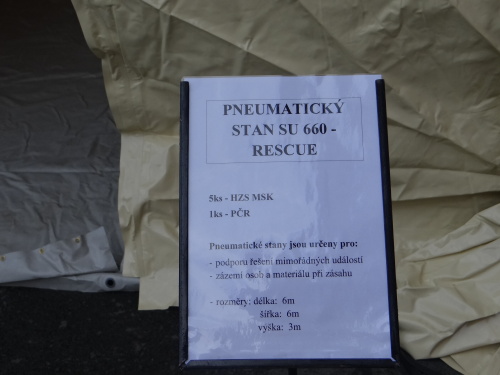 PNEUMATICKÝ
STAN SU 660 -
RESCUE
5ks - HZS MSK
1ks - PČR
Pneumatické stany jsou určeny pro:
- podporu řešení mimořádných událostí
- zázemí osob a materiálu při zásahu
- rozměry: délka: 6m
šířka: 6m
výška: 3m